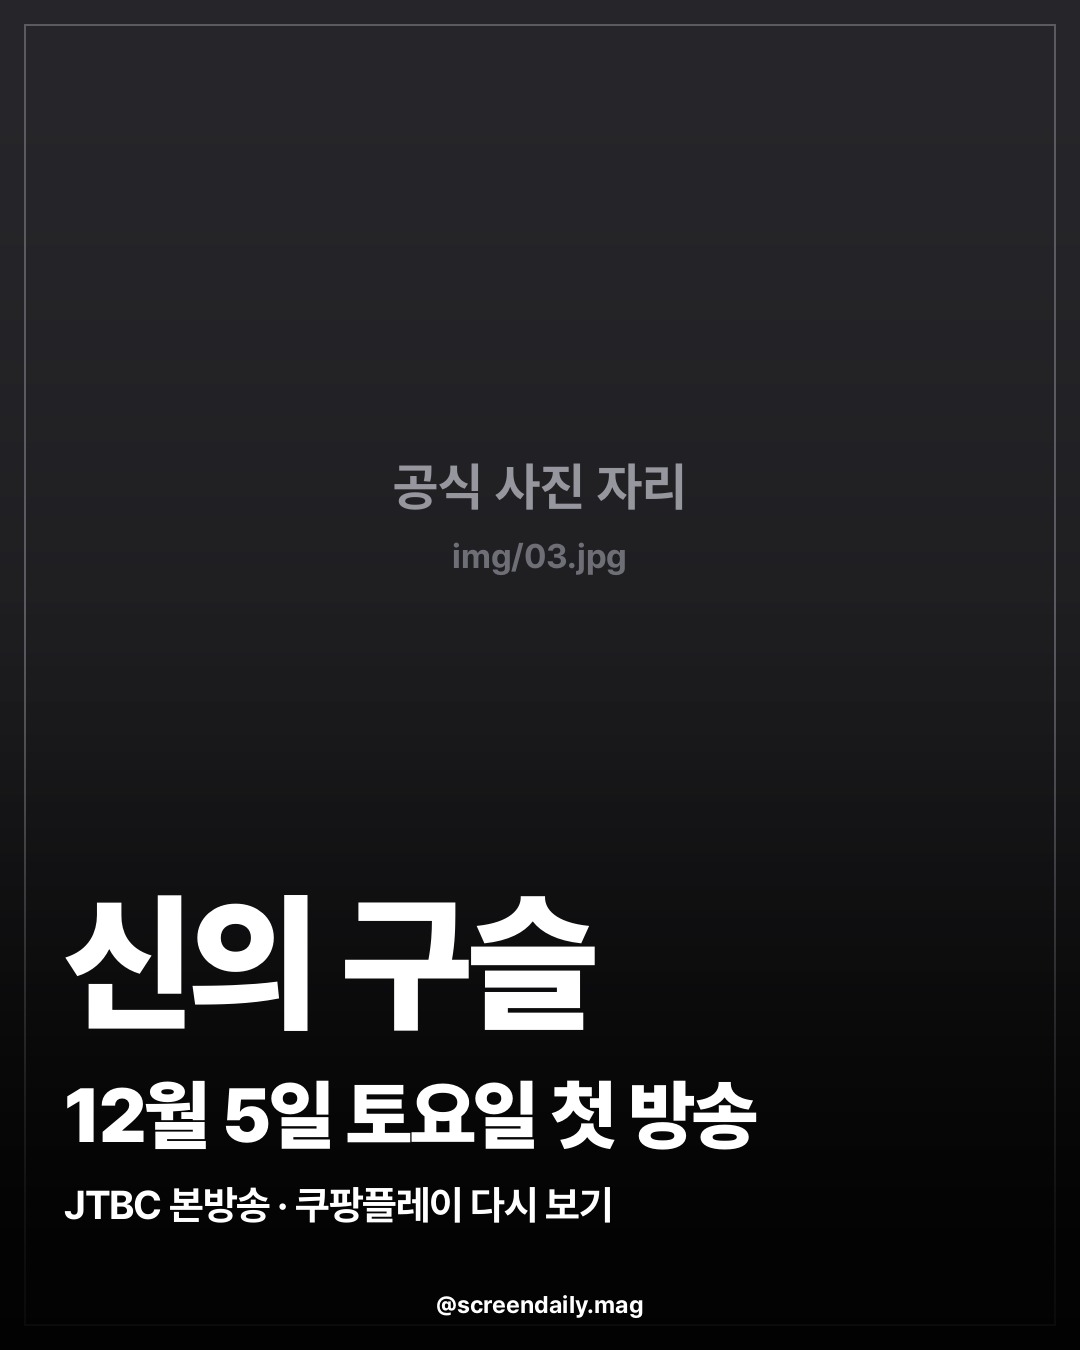 공식 사진 자리
img/03.jpg
신의 구슬
12월 5일 토요일 첫 방송
JTBC 본방송 · 쿠팡플레이 다시 보기
@screendaily.mag